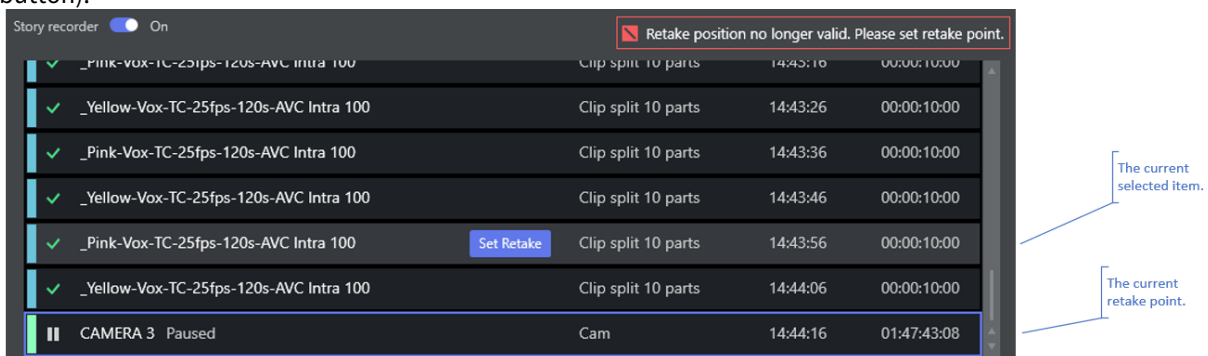 button).
Story recorder On
Retake position no longer valid. Please set retake point.
_Pink-Vox-TC-25fps-120s-AVC Intra 100 Clip split 10 parts 14:43:16 00:00:10:00
_Yellow-Vox-TC-25fps-120s-AVC Intra 100 Clip split 10 parts 14:43:26 00:00:10:00
_Pink-Vox-TC-25fps-120s-AVC Intra 100 Clip split 10 parts 14:43:36 00:00:10:00
_Yellow-Vox-TC-25fps-120s-AVC Intra 100 Clip split 10 parts 14:43:46 00:00:10:00
_Pink-Vox-TC-25fps-120s-AVC Intra 100 Set Retake Clip split 10 parts 14:43:56 00:00:10:00
_Yellow-Vox-TC-25fps-120s-AVC Intra 100 Clip split 10 parts 14:44:06 00:00:10:00
CAMERA 3 Paused Cam 14:44:16 01:47:43:08
The current
selected item.
The current
retake point.